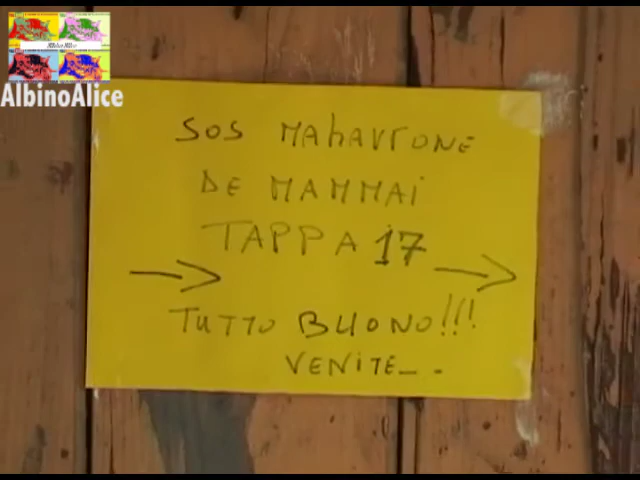 AlbinoAlice
SOS MAhAVrONE
DE MAMMAi
TAPPA 17
TUTTO BUONO!!!
VENiTE...